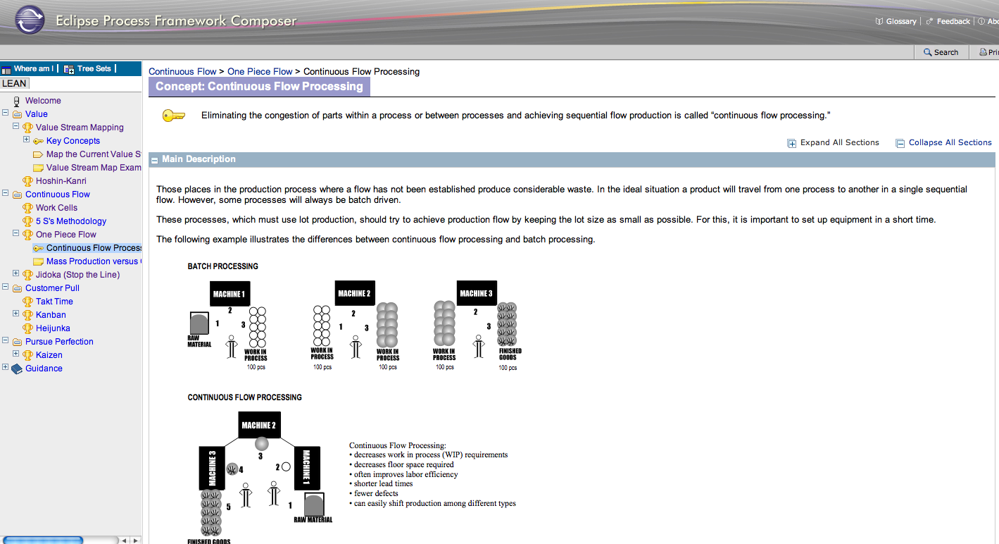 Eclipse Process Framework Composer
Glossary
Feedback
Where am I
Tree Sets
Search
LEAN
Welcome
Value
Value Stream Mapping
Key Concepts
Map the Current Value
Value Stream Map
Hoshin-Kanri
Continuous Flow
Work Cells
5 S's Methodology
One Piece Flow
Continuous Flow
Mass Production versus
Jidoka (Stop the Line)
Customer Pull
Takt Time
Kanban
Heijunka
Pursue Perfection
Kaizen
Guidance
Continuous Flow > One Piece Flow > Continuous Flow Processing
Concept: Continuous Flow Processing
Eliminating the congestion of parts within a process or between processes and achieving sequential flow production is called “continuous flow processing.”
Expand All Sections
Collapse All Sections
Main Description
Those places in the production process where a flow has not been established produce considerable waste. In the ideal situation a product will travel from one process to another in a single sequential
flow. However, some processes will always be batch driven.
These processes, which must use lot production, should try to achieve production flow by keeping the lot size as small as possible. For this, it is important to set up equipment in a short time.
The following example illustrates the differences between continuous flow processing and batch processing.
BATCH PROCESSING
MACHINE 1
2
1
3
RAW
MATERIAL
WORK IN
PROCESS
100 pcs
MACHINE 2
2
1
3
WORK IN
PROCESS
100 pcs
WORK IN
PROCESS
100 pcs
MACHINE 3
2
3
WORK IN
PROCESS
100 pcs
FINISHED
GOODS
100 pcs
CONTINUOUS FLOW PROCESSING
MACHINE 2
3
MACHINE 3
4
2
MACHINE 1
5
1
RAW MATERIAL
FINISHED GOODS
Continuous Flow Processing:
• decreases work in process (WIP) requirements
• decreases floor space required
• often improves labor efficiency
• shorter lead times
• fewer defects
• can easily shift production among different types